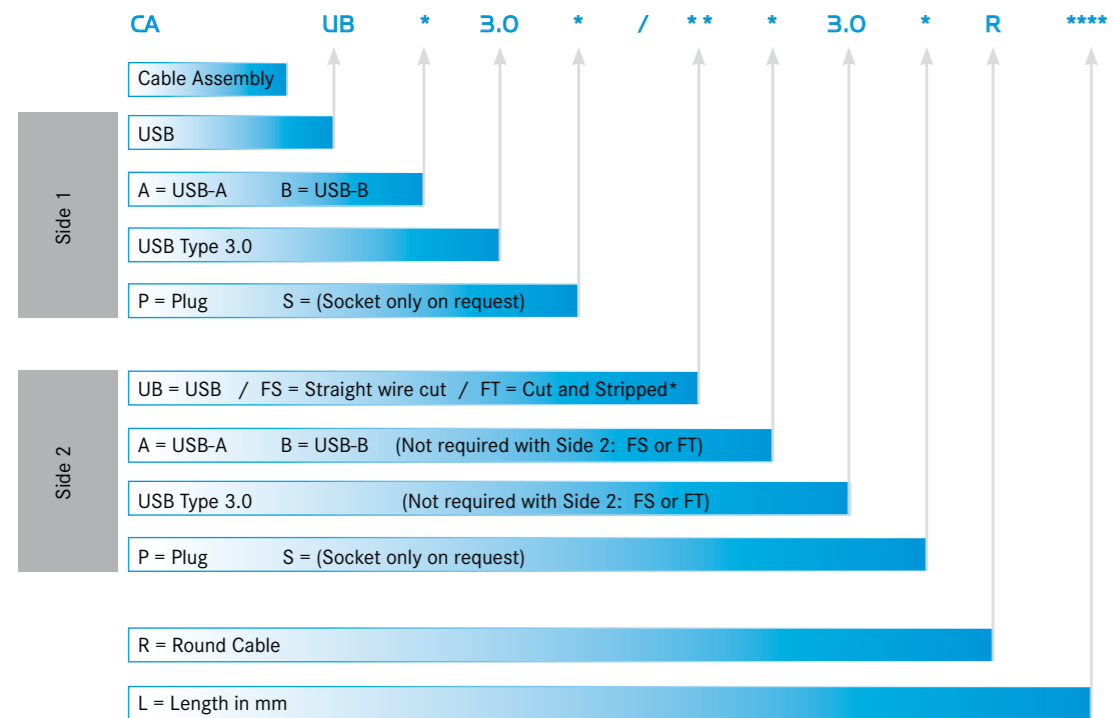 CA UB * 3.0 * / * * * 3.0 * R ****
Cable Assembly
Side 1
USB
A = USB-A B = USB-B
USB Type 3.0
P = Plug S = (Socket only on request)
Side 2
UB = USB / FS = Straight wire cut / FT = Cut and Stripped*
A = USB-A B = USB-B (Not required with Side 2: FS or FT)
USB Type 3.0 (Not required with Side 2: FS or FT)
P = Plug S = (Socket only on request)
R = Round Cable
L = Length in mm